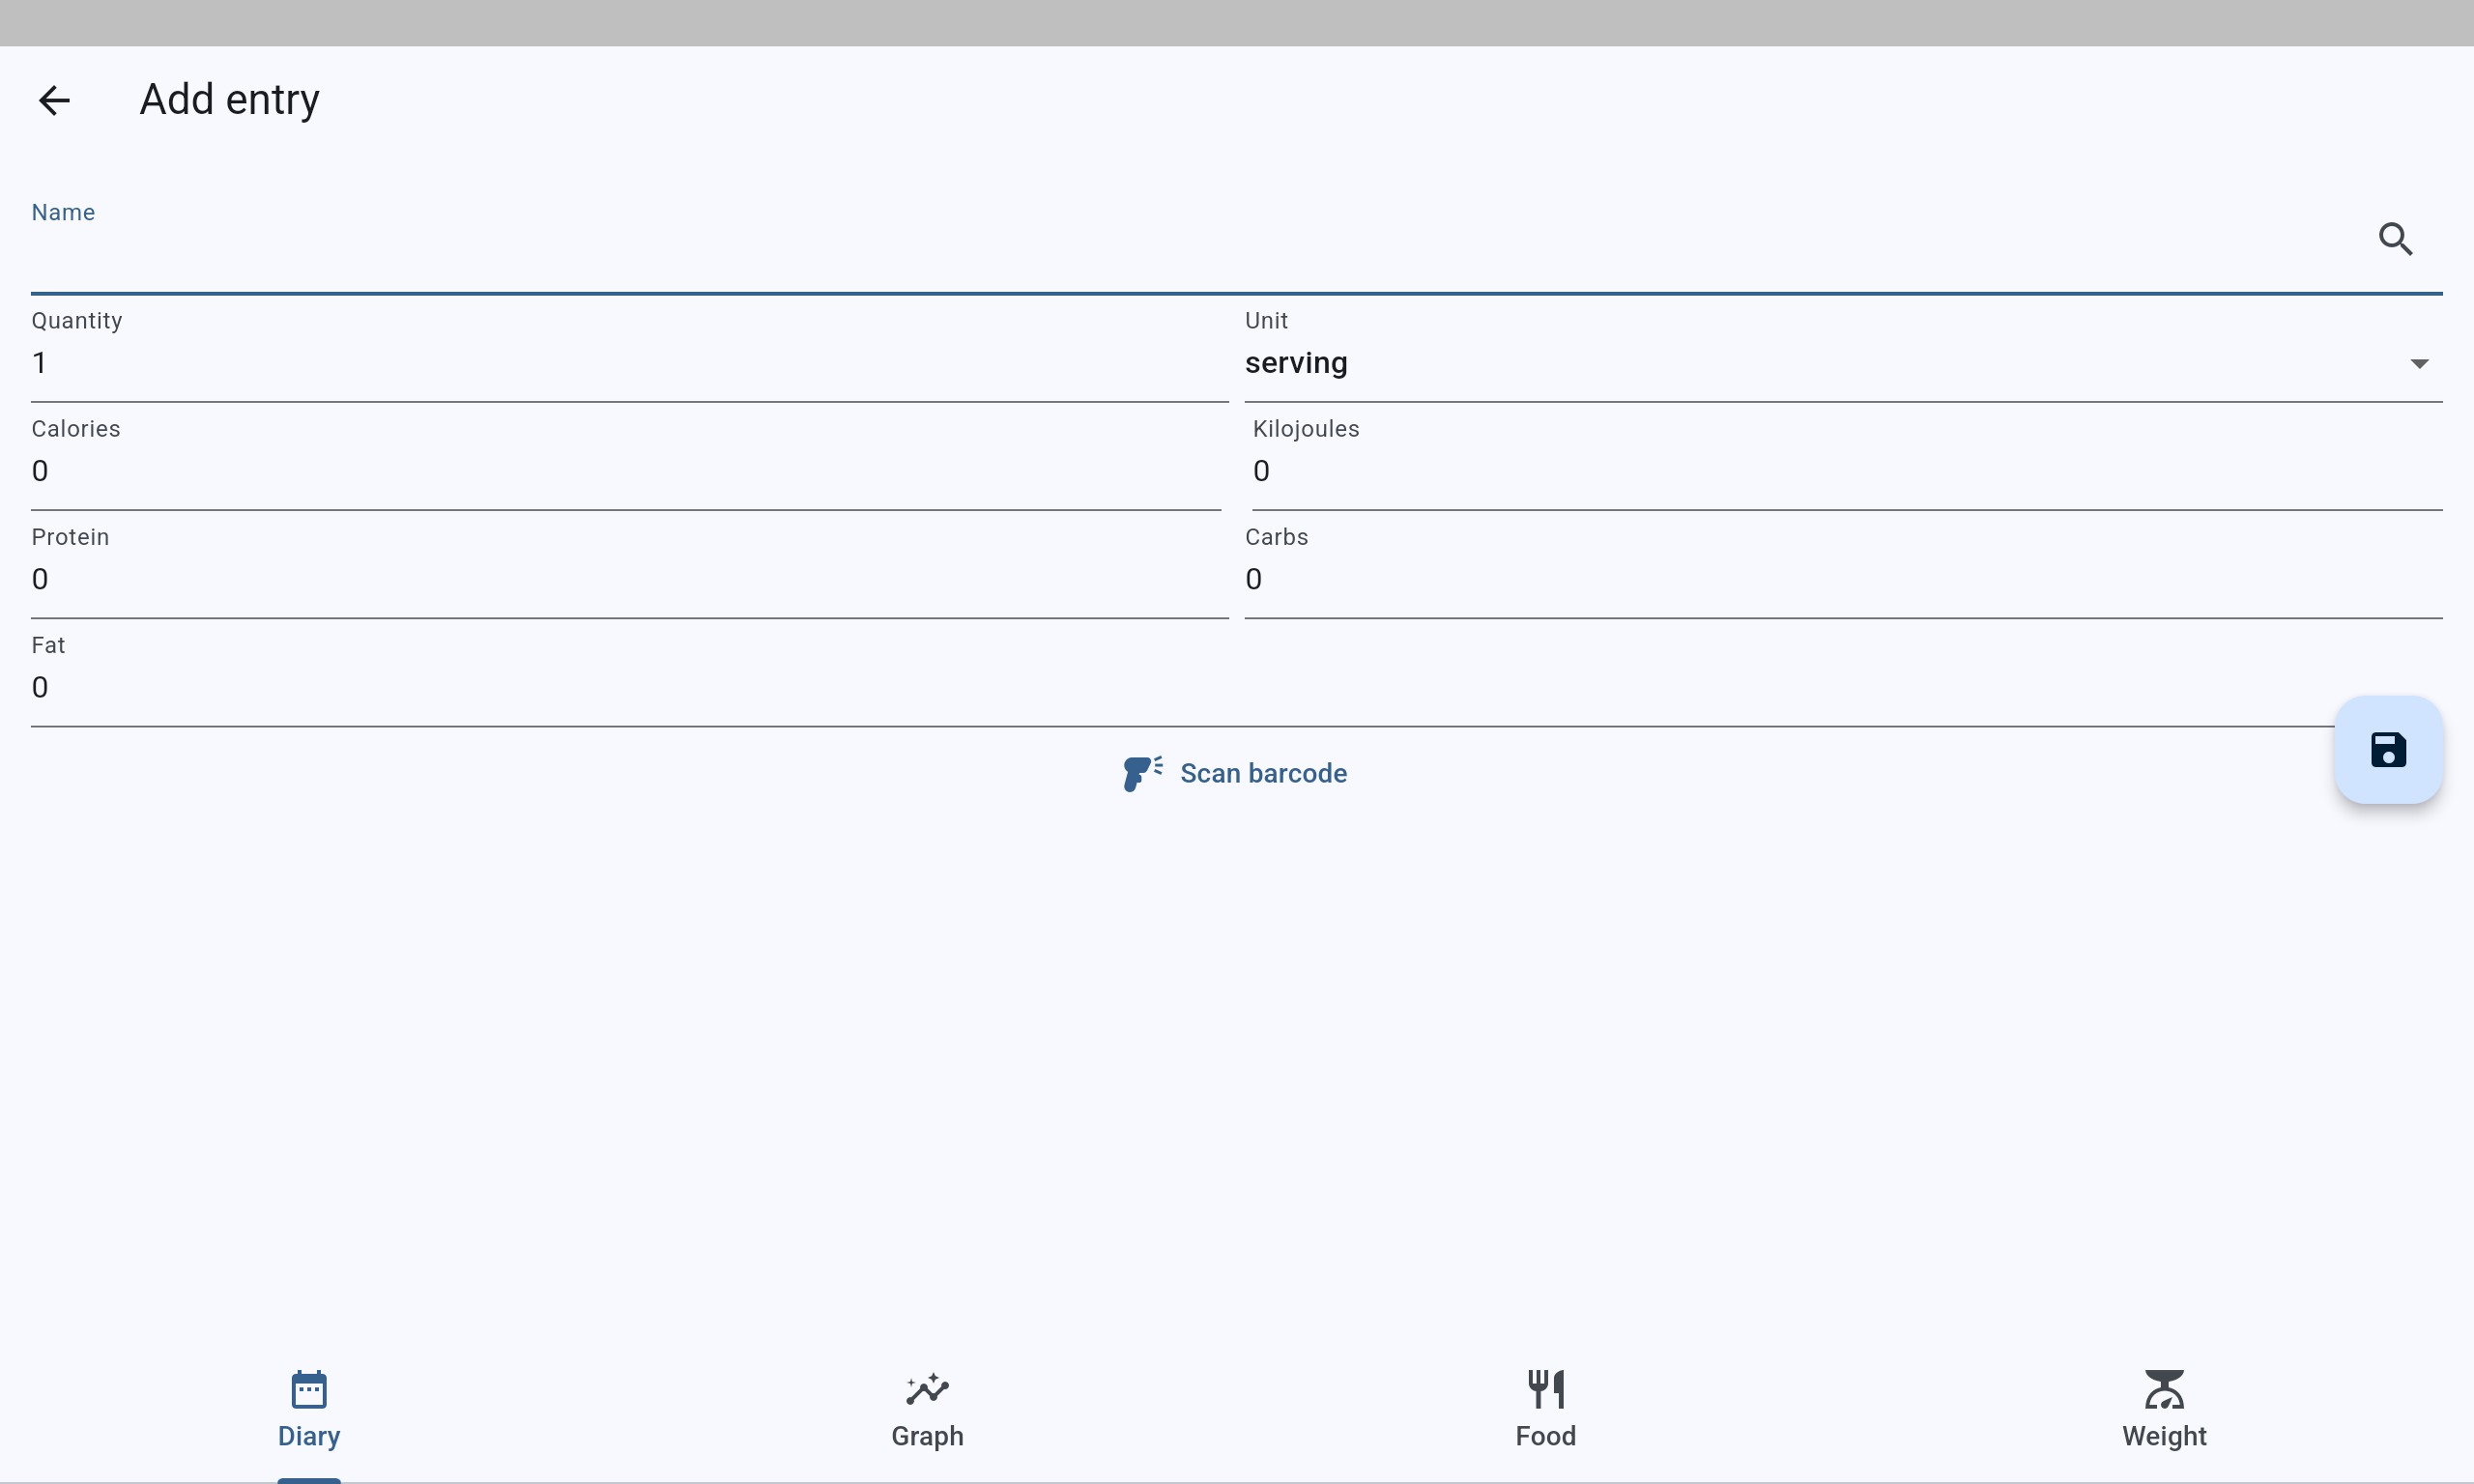 Add entry
Name
Quantity
1
Unit
serving
Calories
0
Kilojoules
0
Protein
0
Carbs
0
Fat
0
Scan barcode
Diary
Graph
Food
Weight